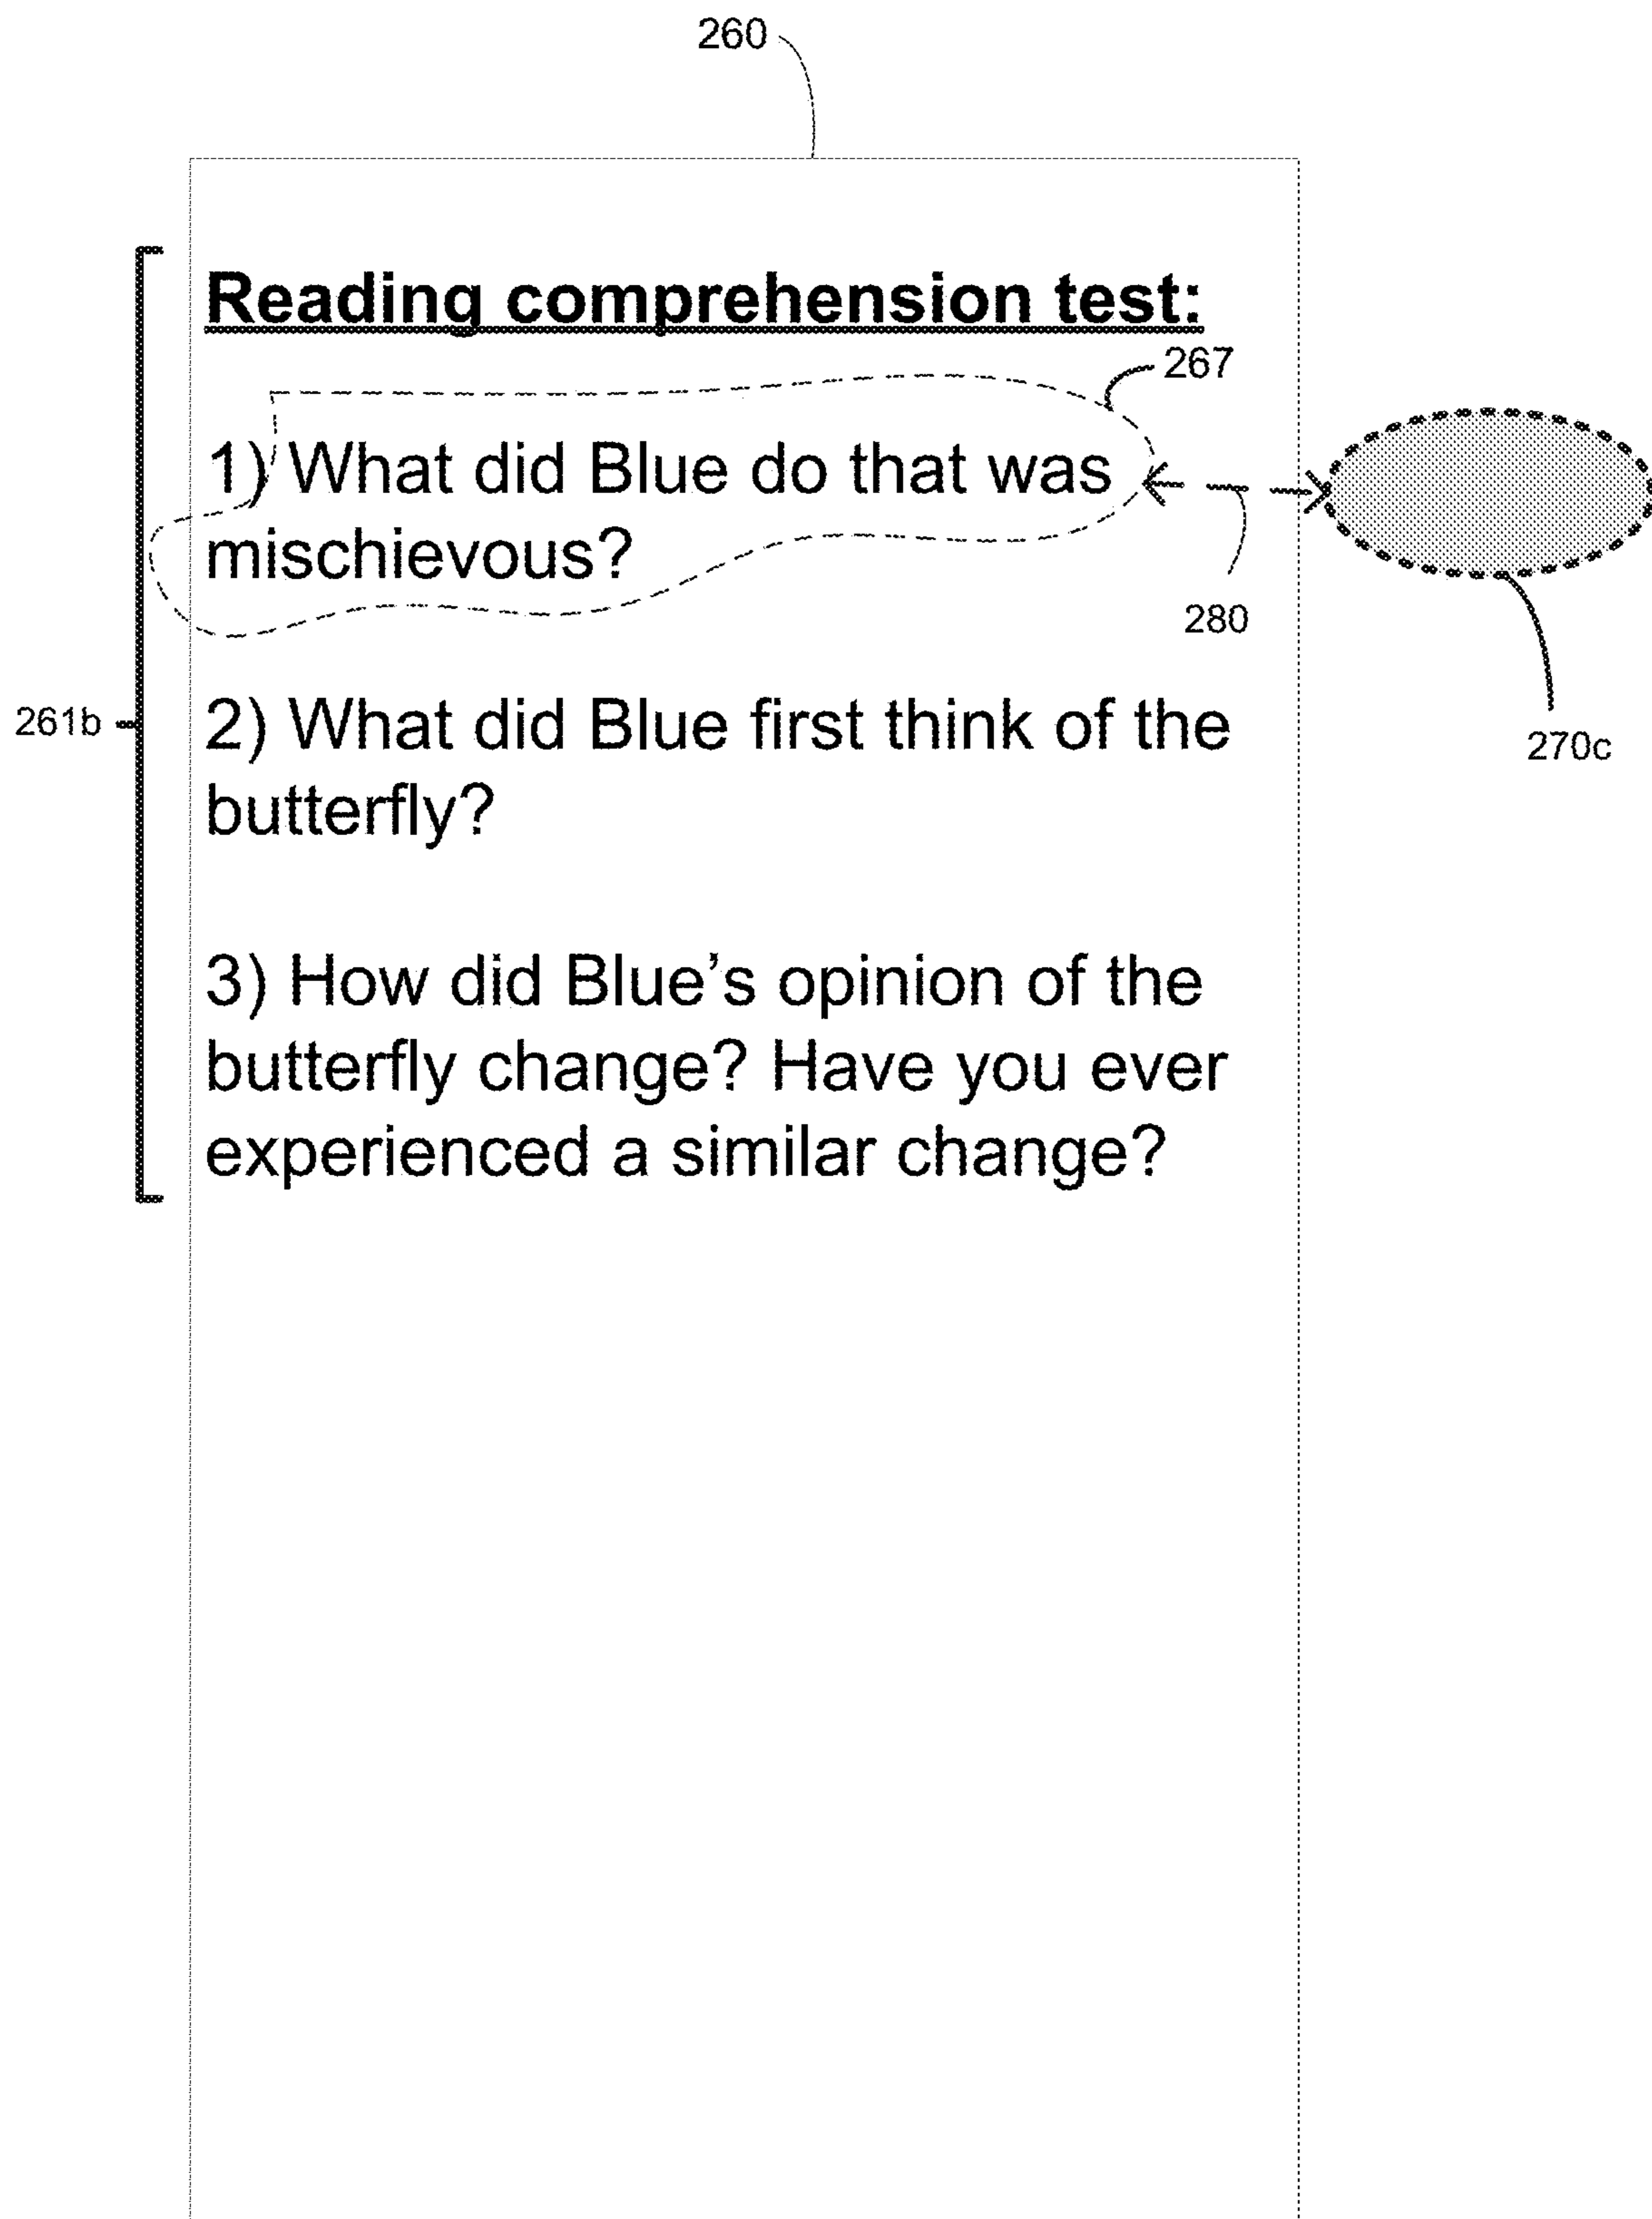 260
Reading comprehension test:
267
1) What did Blue do that was
mischievous?
280
261b
2) What did Blue first think of the
butterfly?
270c
3) How did Blue’s opinion of the
butterfly change? Have you ever
experienced a similar change?